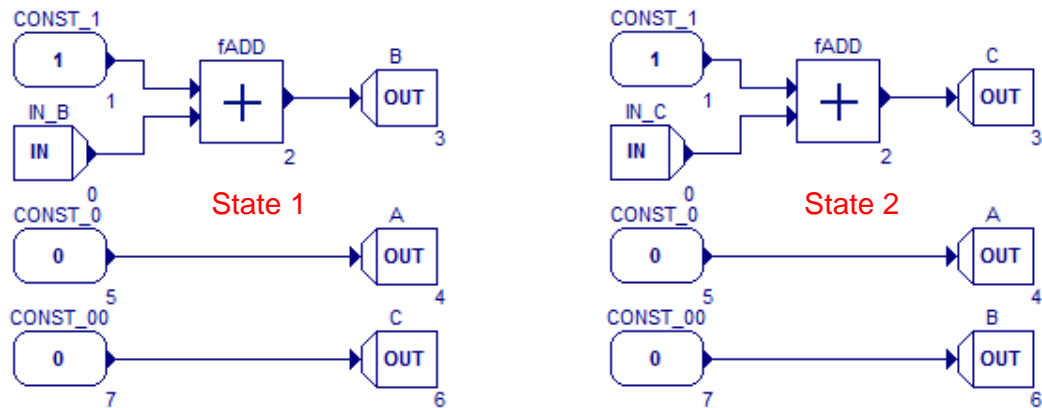 CONST_1
1
1
fADD
2
B
OUT
3
IN_B
IN
0
State 1
CONST_0
0
5
A
OUT
4
CONST_00
0
7
C
OUT
6
CONST_1
1
1
fADD
2
C
OUT
3
IN_C
IN
0
State 2
CONST_0
0
5
A
OUT
4
CONST_00
0
7
B
OUT
6